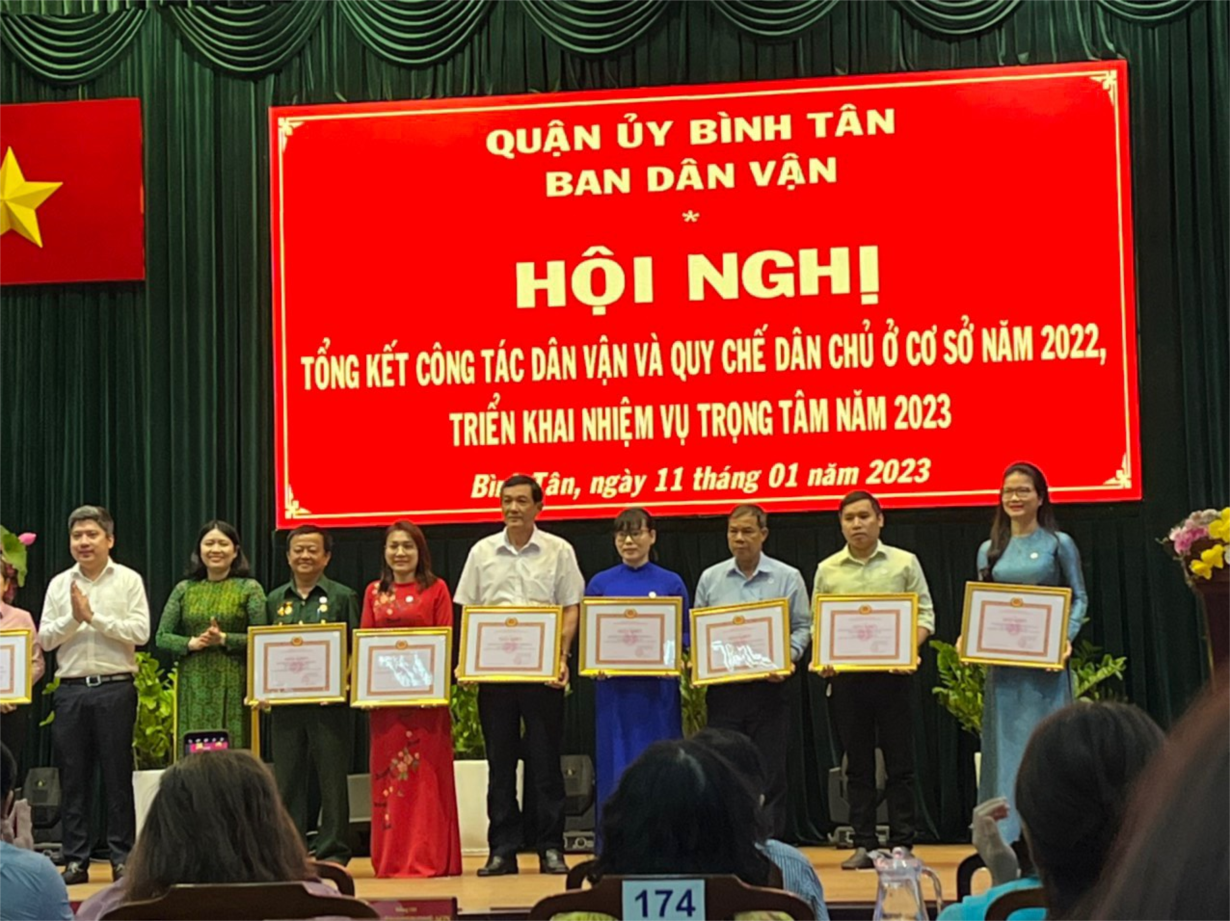 QUẬN ỦY BÌNH TÂN
BAN DÂN VẬN
*
HỘI NGHỊ
TỔNG KẾT CÔNG TÁC DÂN VẬN VÀ QUY CHẾ DÂN CHỦ Ở CƠ SỞ NĂM 2022,
TRIỂN KHAI NHIỆM VỤ TRỌNG TÂM NĂM 2023
Bình Tân, ngày 11 tháng 01 năm 2023
174